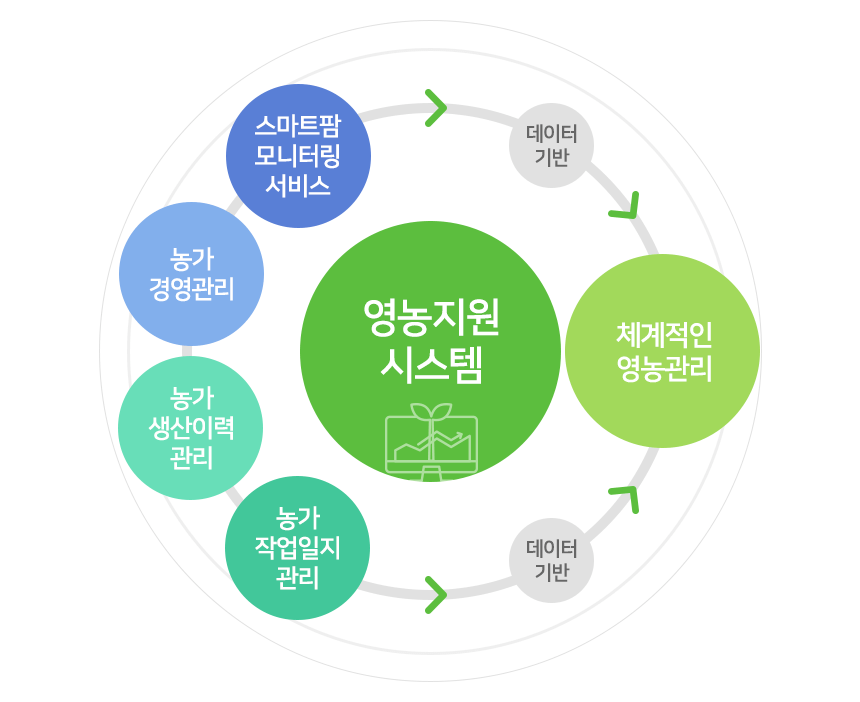 스마트팜
모니터링
서비스
데이터
기반
농가
경영관리
영농지원
시스템
체계적인
영농관리
농가
생산이력
관리
농가
작업일지
관리
데이터
기반